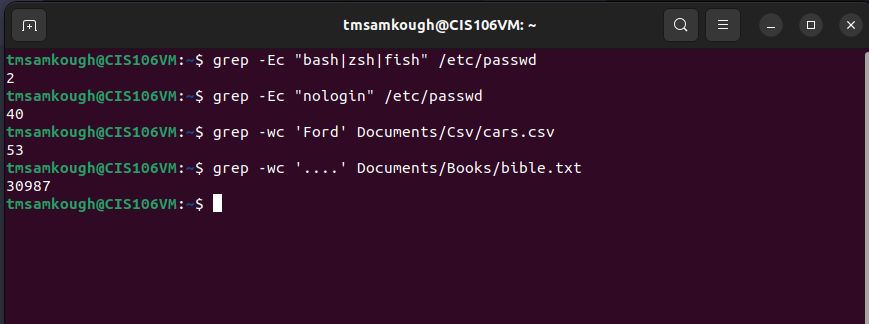 tmsamkough@CIS106VM: ~
tmsamkough@CIS106VM:~$ grep -Ec "bash|zsh|fish" /etc/passwd
2
tmsamkough@CIS106VM:~$ grep -Ec "nologin" /etc/passwd
40
tmsamkough@CIS106VM:~$ grep -wc 'Ford' Documents/Csv/cars.csv
53
tmsamkough@CIS106VM:~$ grep -wc '....' Documents/Books/bible.txt
30987
tmsamkough@CIS106VM:~$